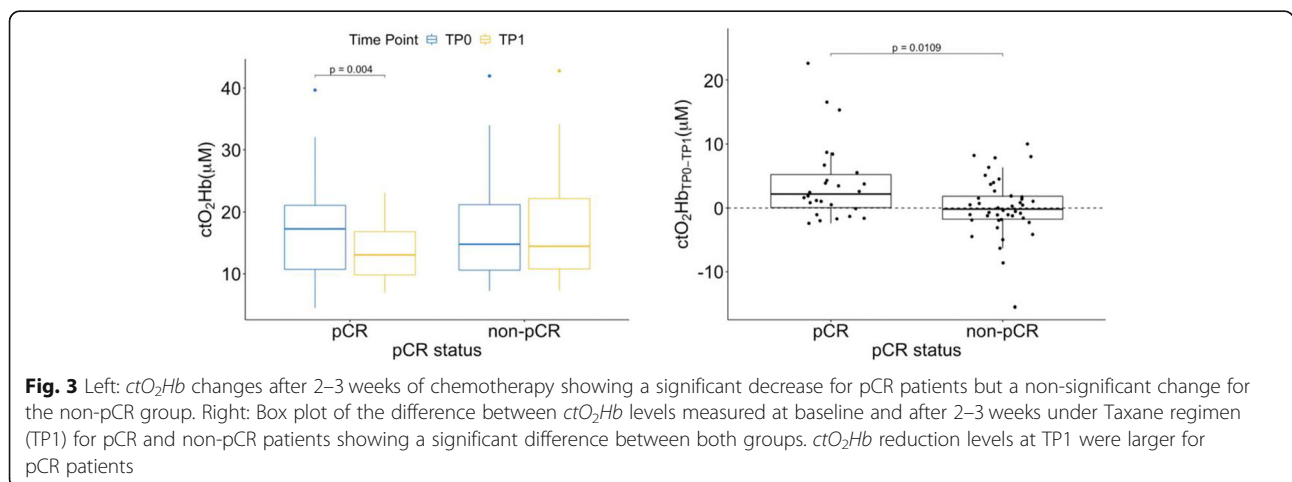 Time Point TP0 TP1
p = 0.004
40
30
20
10
ctO₂Hb(µM)
pCR non-pCR
pCR status
p = 0.0109
20
10
0
-10
ctO₂Hb_TP0−TP1(µM)
pCR non-pCR
pCR status
Fig. 3 Left: ctO₂Hb changes after 2–3 weeks of chemotherapy showing a significant decrease for pCR patients but a non-significant change for
the non-pCR group. Right: Box plot of the difference between ctO₂Hb levels measured at baseline and after 2–3 weeks under Taxane regimen
(TP1) for pCR and non-pCR patients showing a significant difference between both groups. ctO₂Hb reduction levels at TP1 were larger for
pCR patients